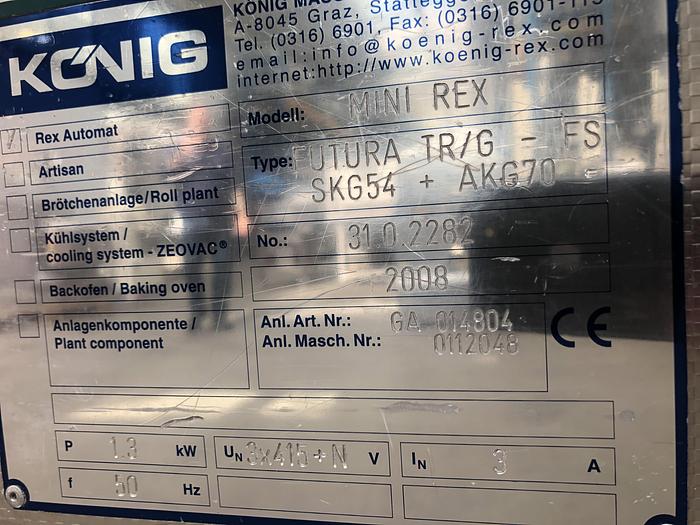 KÖNIG
KÖNIG
A-8045 Graz,
Tel. (0316) 6901, Fax: (0316) 6901-115
email: info@koenig-rex.com
internet:http://www.koenig-rex.com
Rex Automat
Artisan
Brötchenanlage/Roll plant
Kühlsystem /
cooling system - ZEOVAC®
Backofen / Baking oven
Anlagenkomponente /
Plant component
Modell: MINI REX
Type: FUTURA TR/G - FS
SKG54 + AKG70
No.: 31.0.2282
2008
Anl.Art.Nr.: GA 014804
Anl. Masch. Nr.: 0112048
CE
P 1.3 kW
UN 3x415+N V
IN 3 A
f 50 Hz